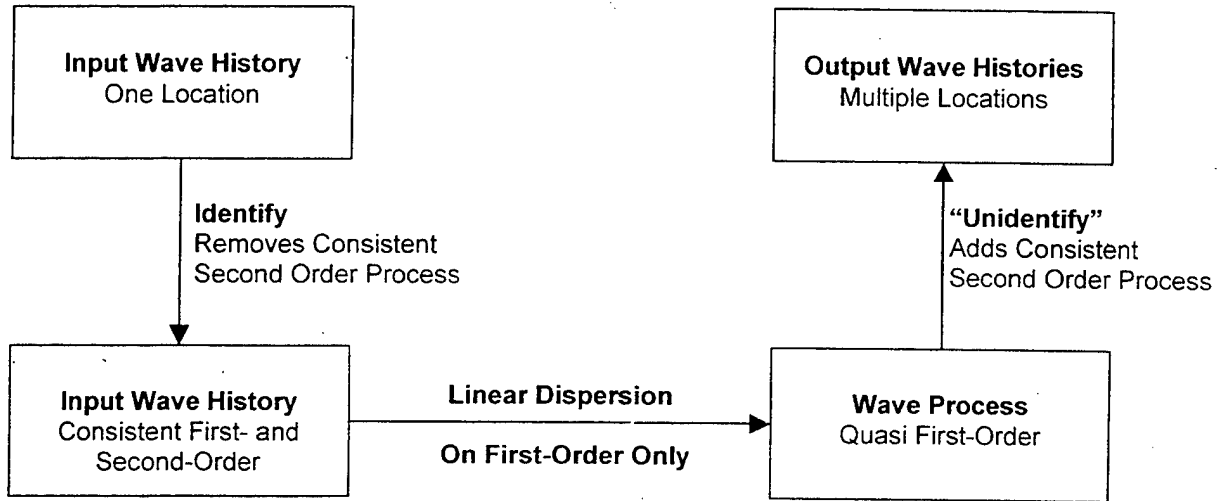 Input Wave History
One Location
Output Wave Histories
Multiple Locations
Identify
Removes Consistent
Second Order Process
“Unidentify”
Adds Consistent
Second Order Process
Input Wave History
Consistent First- and
Second-Order
Linear Dispersion
On First-Order Only
Wave Process
Quasi First-Order